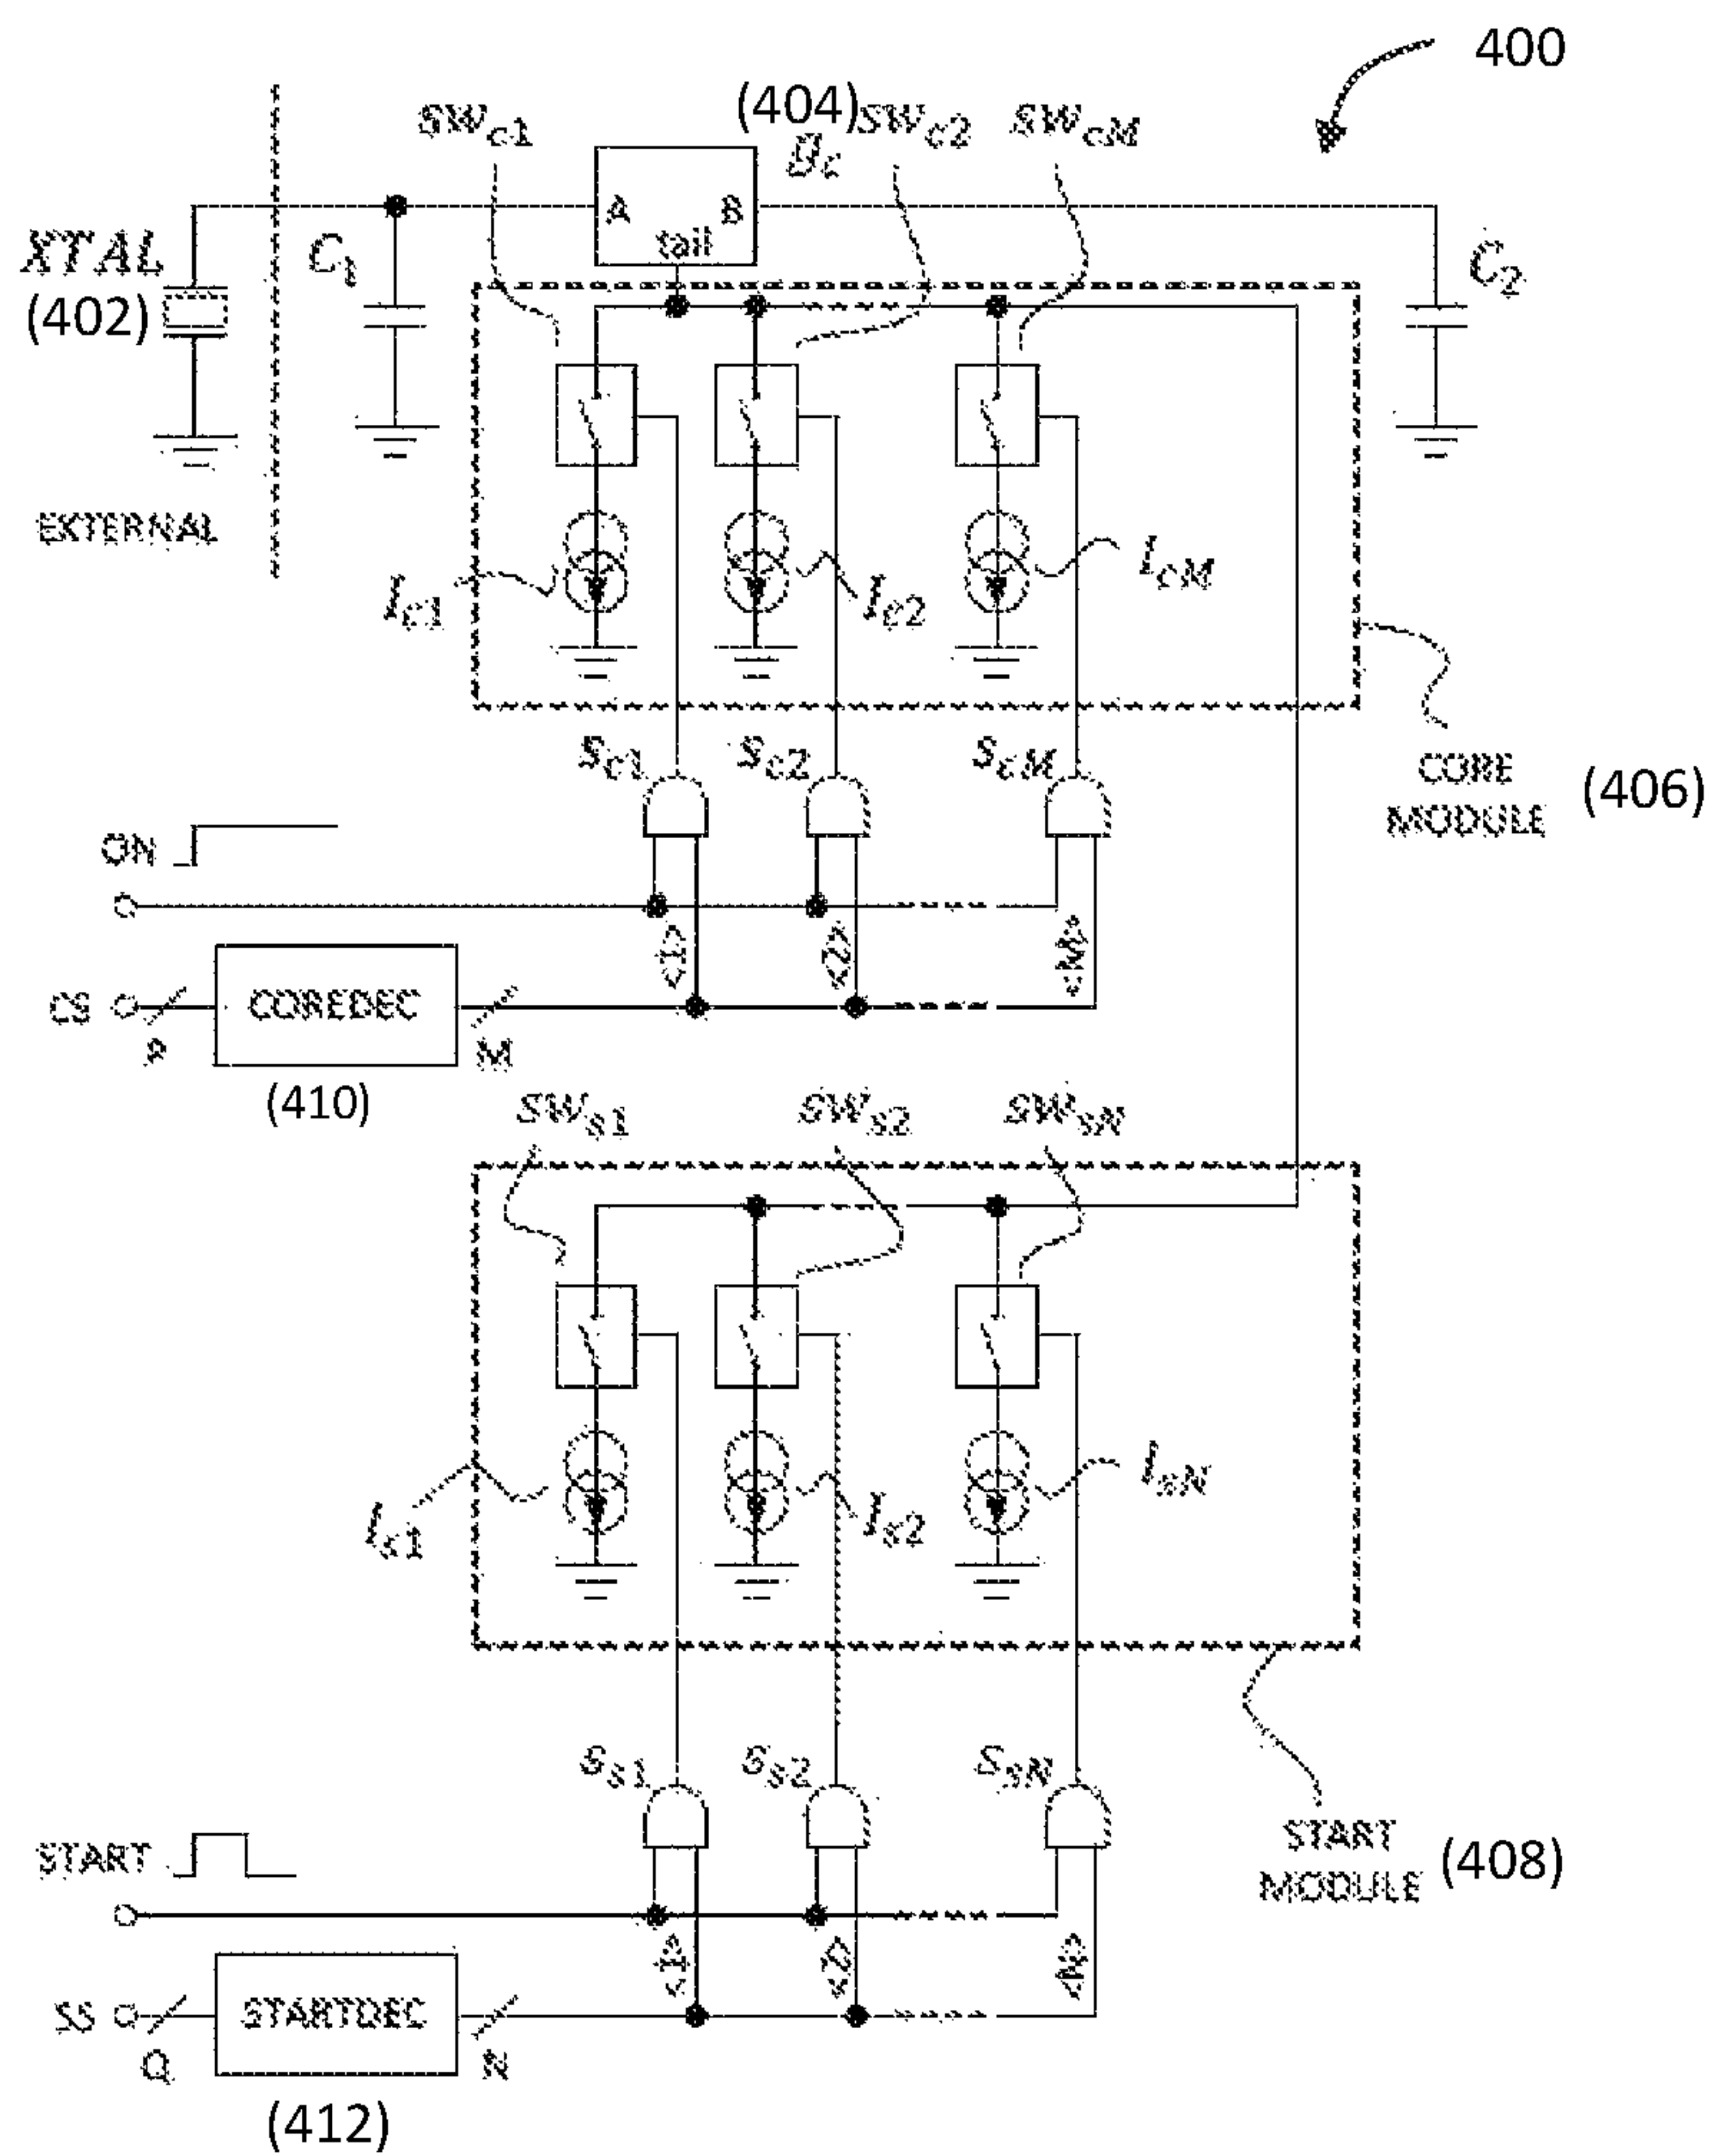 400
(404)
SWc1
SWc2
SWcM
A
B
tail
XTAL
(402)
C1
C2
EXTERNAL
Ic1
Ic2
IcM
Sc1
Sc2
ScM
CORE
MODULE
(406)
ON
<1>
<2>
<M>
CS
COREDEC
P
M
(410)
SWs1
SWs2
SWsN
Is1
Is2
IsN
Ss1
Ss2
SsN
START
MODULE
(408)
START
<1>
<2>
<N>
SS
STARTDEC
Q
N
(412)